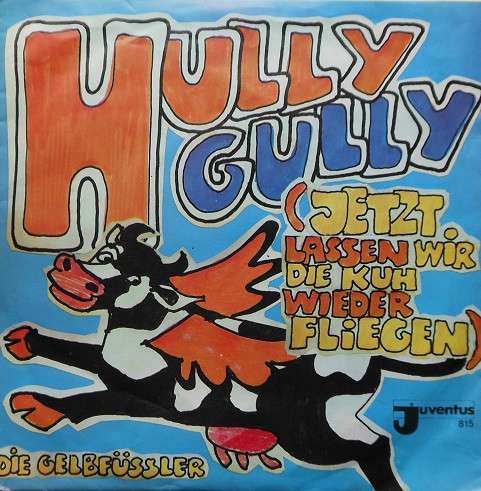 HULLY
GULLY
(JETZT
LASSEN WIR
DIE KUH
WIEDER
FLIEGEN)
Juventus
815
DIE GELBFÜSSLER